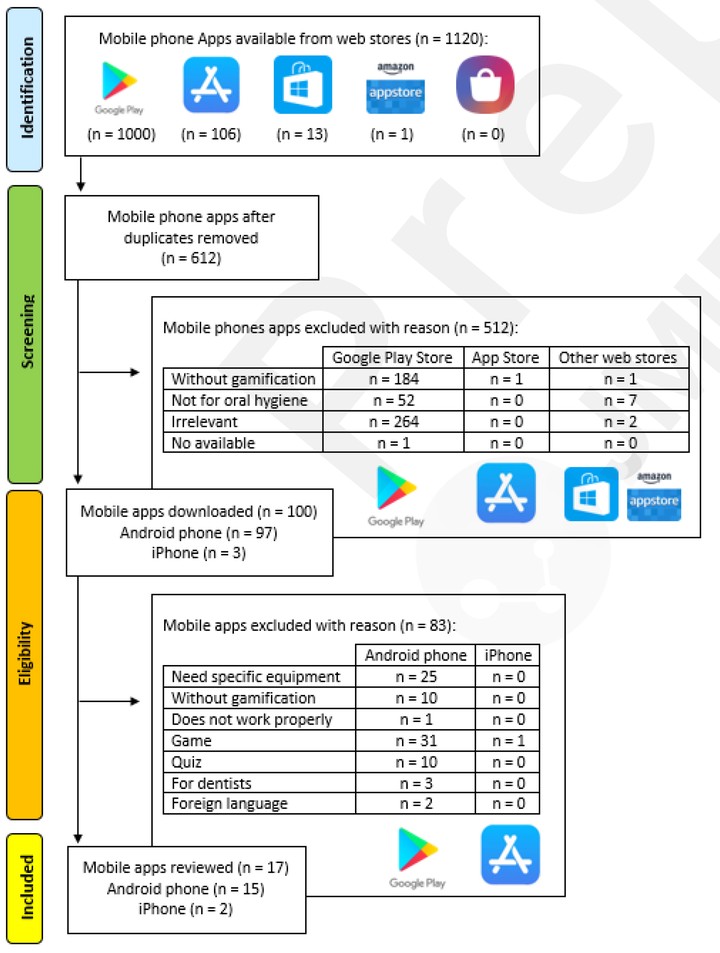 Identification
Mobile phone Apps available from web stores (n = 1120):
Google Play
amazon
appstore
(n = 1000) (n = 106) (n = 13) (n = 1) (n = 0)
Screening
Mobile phone apps after
duplicates removed
(n = 612)
Mobile phones apps excluded with reason (n = 512):
Google Play Store App Store Other web stores
Without gamification n = 184 n = 1 n = 1
Not for oral hygiene n = 52 n = 0 n = 7
Irrelevant n = 264 n = 0 n = 2
No available n = 1 n = 0 n = 0
Google Play
amazon
appstore
Eligibility
Mobile apps downloaded (n = 100)
Android phone (n = 97)
iPhone (n = 3)
Mobile apps excluded with reason (n = 83):
Android phone iPhone
Need specific equipment n = 25 n = 0
Without gamification n = 10 n = 0
Does not work properly n = 1 n = 0
Game n = 31 n = 1
Quiz n = 10 n = 0
For dentists n = 3 n = 0
Foreign language n = 2 n = 0
Google Play
Included
Mobile apps reviewed (n = 17)
Android phone (n = 15)
iPhone (n = 2)